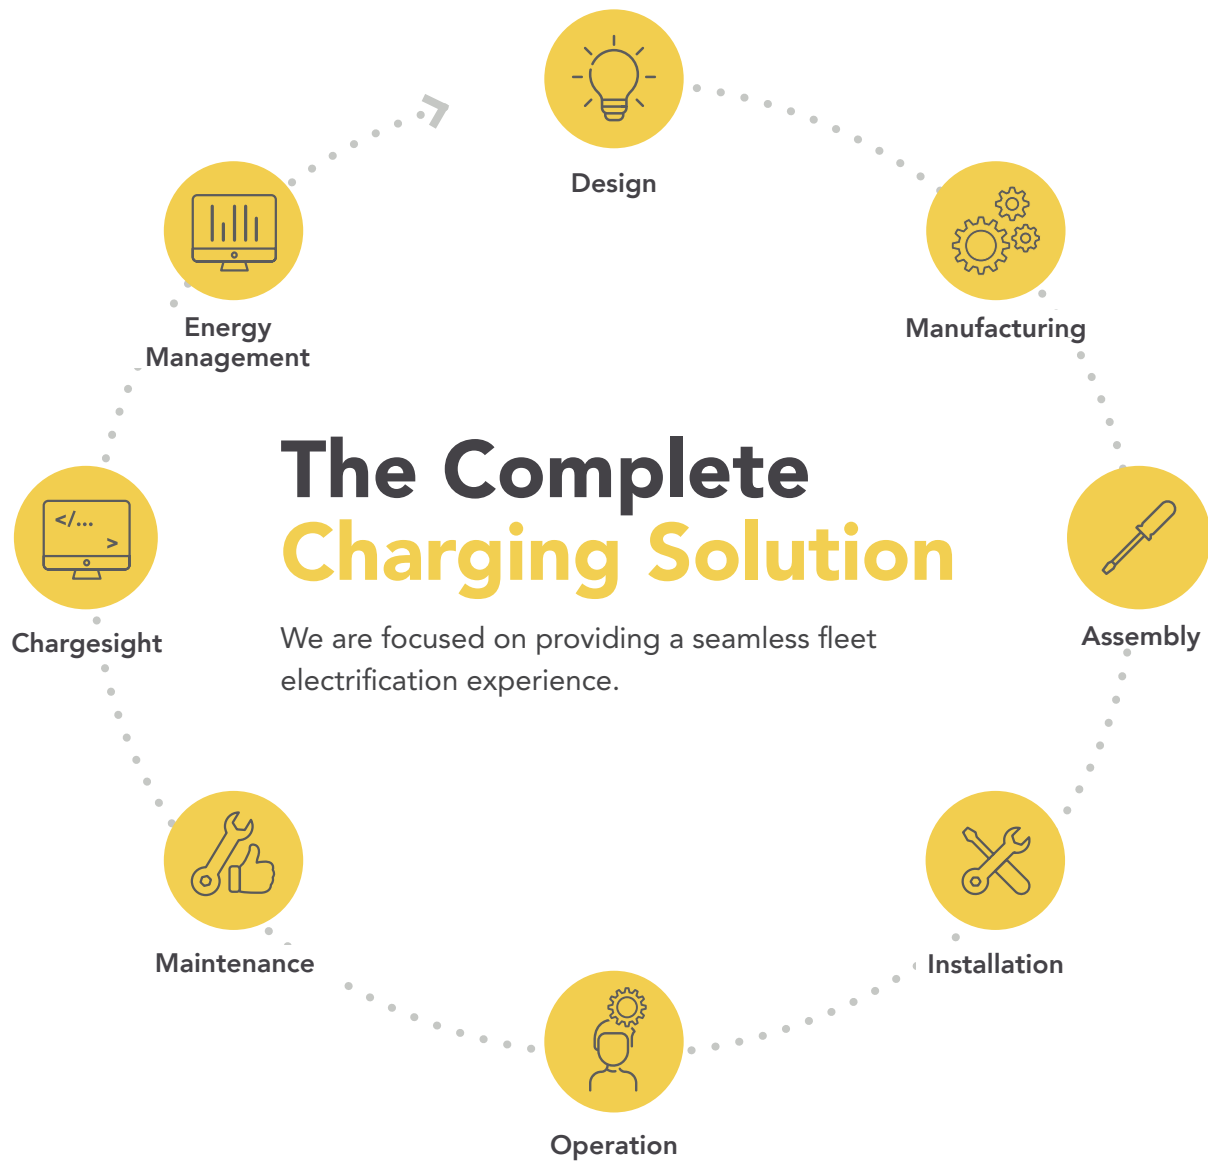 Design
Manufacturing
Assembly
Installation
Operation
Maintenance
Chargesight
</...
>
Energy
Management
The Complete
Charging Solution
We are focused on providing a seamless fleet
electrification experience.